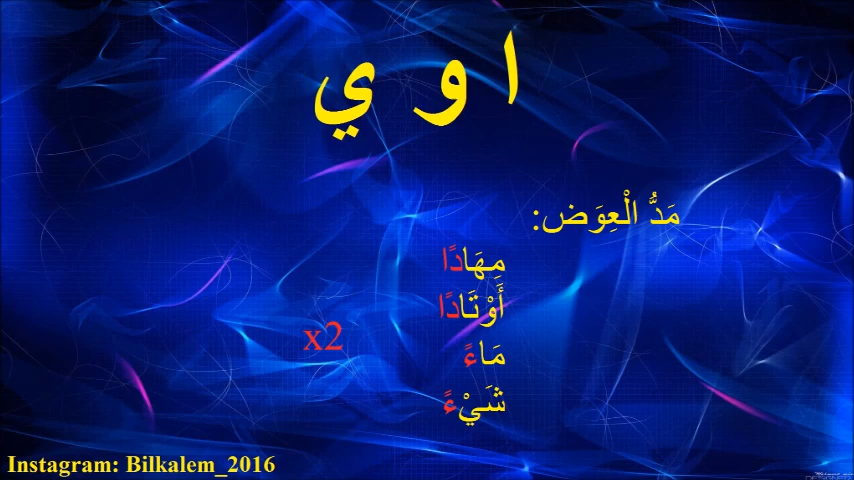 ا و ي
مَدُّ الْعِوَض:
مِهَادًا
أَوْتَادًا
x2
مَاءً
شَيْءً
Instagram: Bilkalem_2016